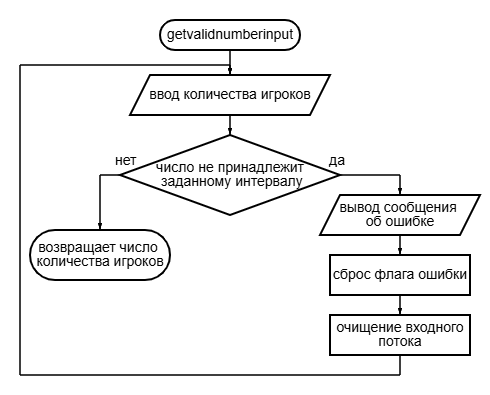 getvalidnumberinput
ввод количества игроков
нет
да
число не принадлежит
заданному интервалу
вывод сообщения
об ошибке
возвращает число
количества игроков
сброс флага ошибки
очищение входного
потока